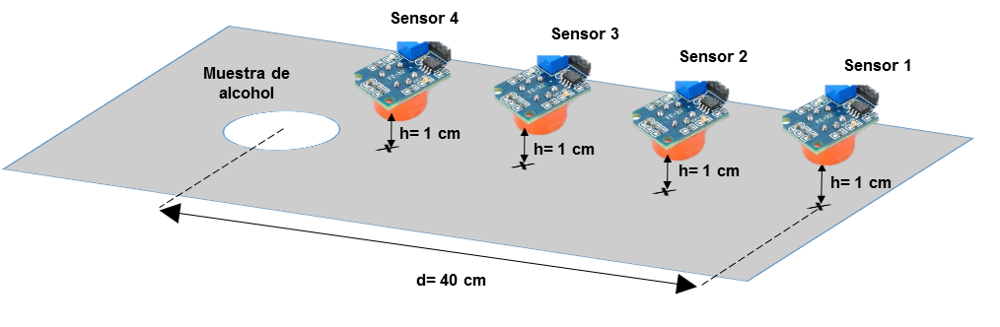 Sensor 4
Sensor 3
Sensor 2
Sensor 1
Muestra de
alcohol
h= 1 cm
h= 1 cm
h= 1 cm
h= 1 cm
d= 40 cm